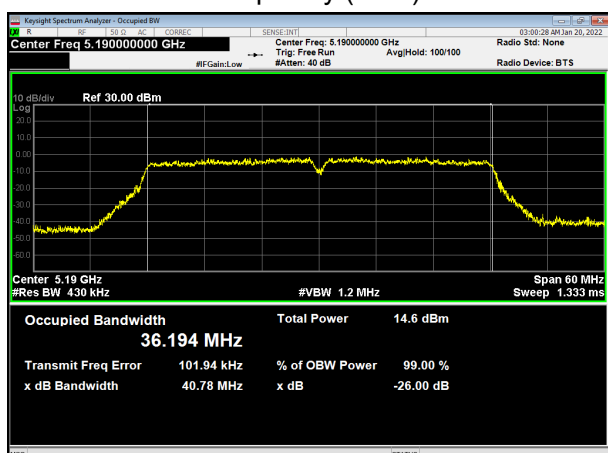 Keysight Spectrum Analyzer - Occupied BW
R RF 50 Ω AC CORREC SENSE:INT 03:00:28 AM Jan 20, 2022
Center Freq 5.190000000 GHz Center Freq: 5.190000000 GHz Radio Std: None
Trig: Free Run Avg|Hold: 100/100
#IFGain:Low #Atten: 40 dB Radio Device: BTS
10 dB/div Ref 30.00 dBm
Log
20.0
10.0
0.00
-10.0
-20.0
-30.0
-40.0
-50.0
-60.0
Center 5.19 GHz Span 60 MHz
#Res BW 430 kHz #VBW 1.2 MHz Sweep 1.333 ms
Occupied Bandwidth Total Power 14.6 dBm
36.194 MHz
Transmit Freq Error 101.94 kHz % of OBW Power 99.00 %
x dB Bandwidth 40.78 MHz x dB -26.00 dB